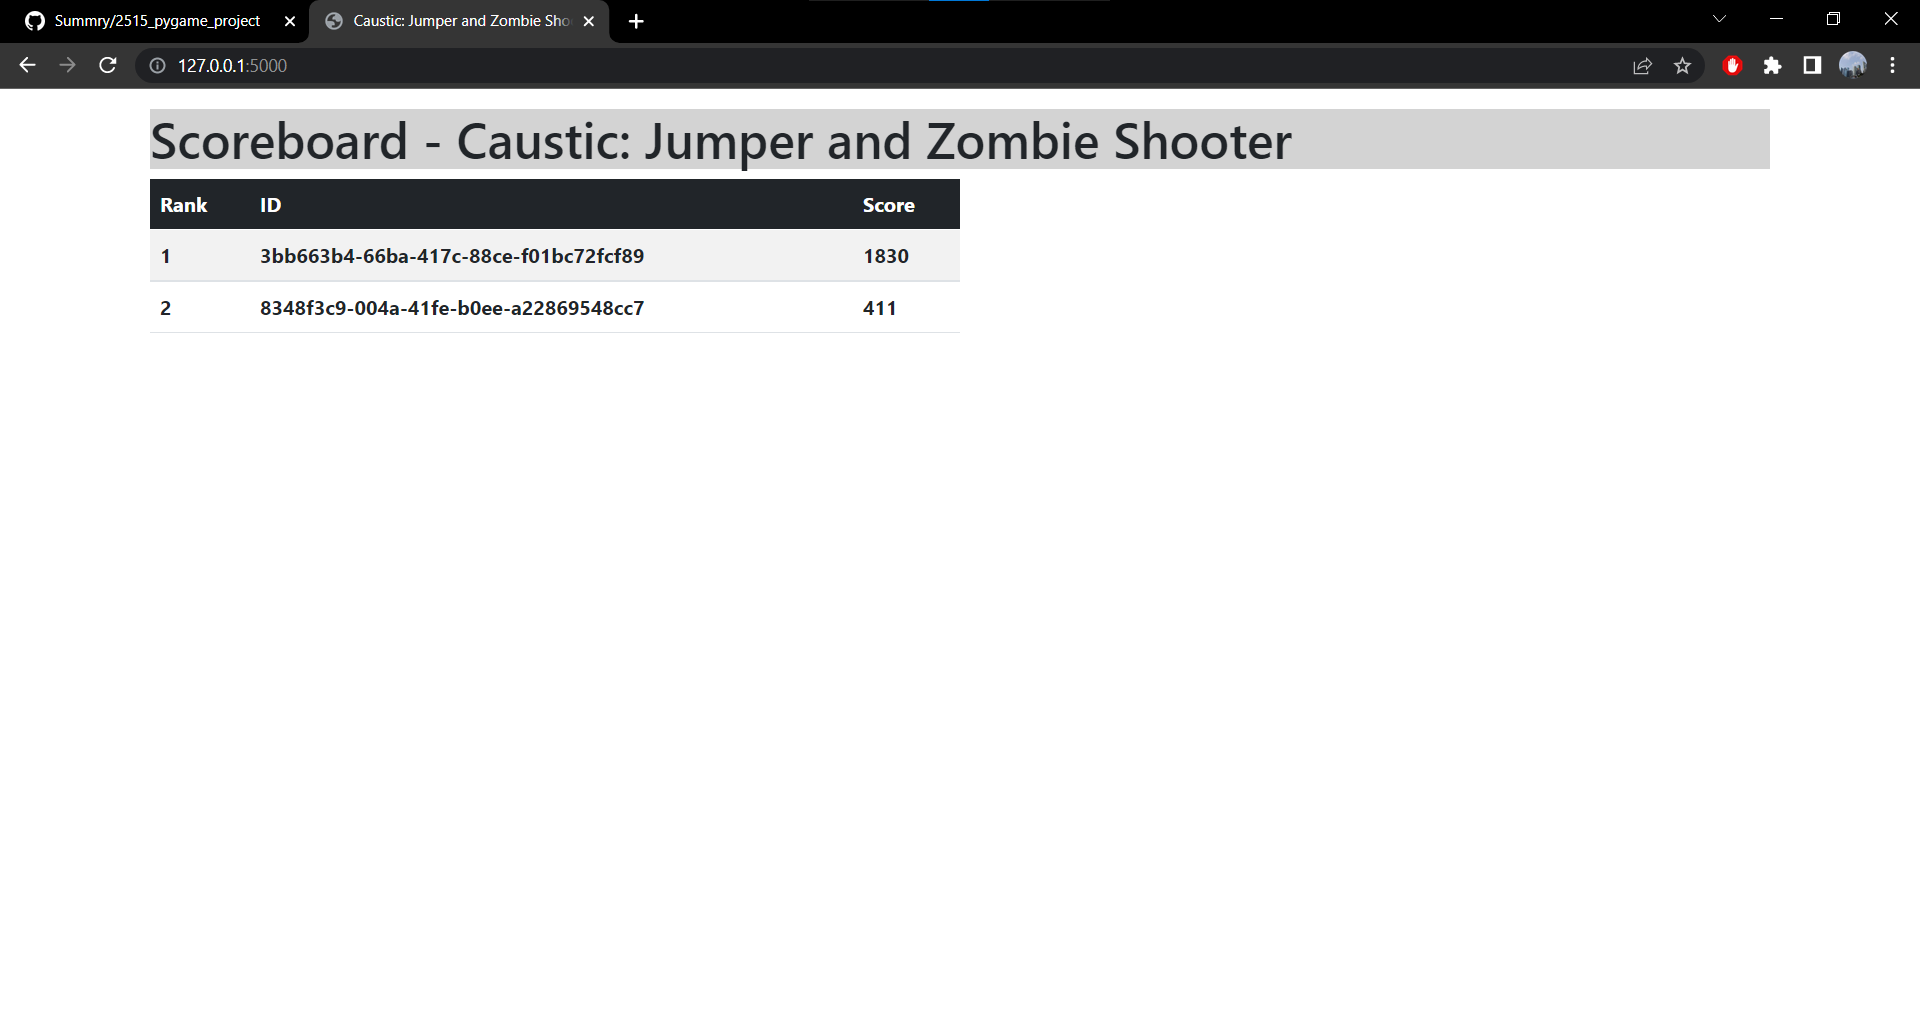 Summry/2515_pygame_project
Caustic: Jumper and Zombie Sho
127.0.0.1:5000
Scoreboard - Caustic: Jumper and Zombie Shooter
Rank ID Score
1 3bb663b4-66ba-417c-88ce-f01bc72fcf89 1830
2 8348f3c9-004a-41fe-b0ee-a22869548cc7 411